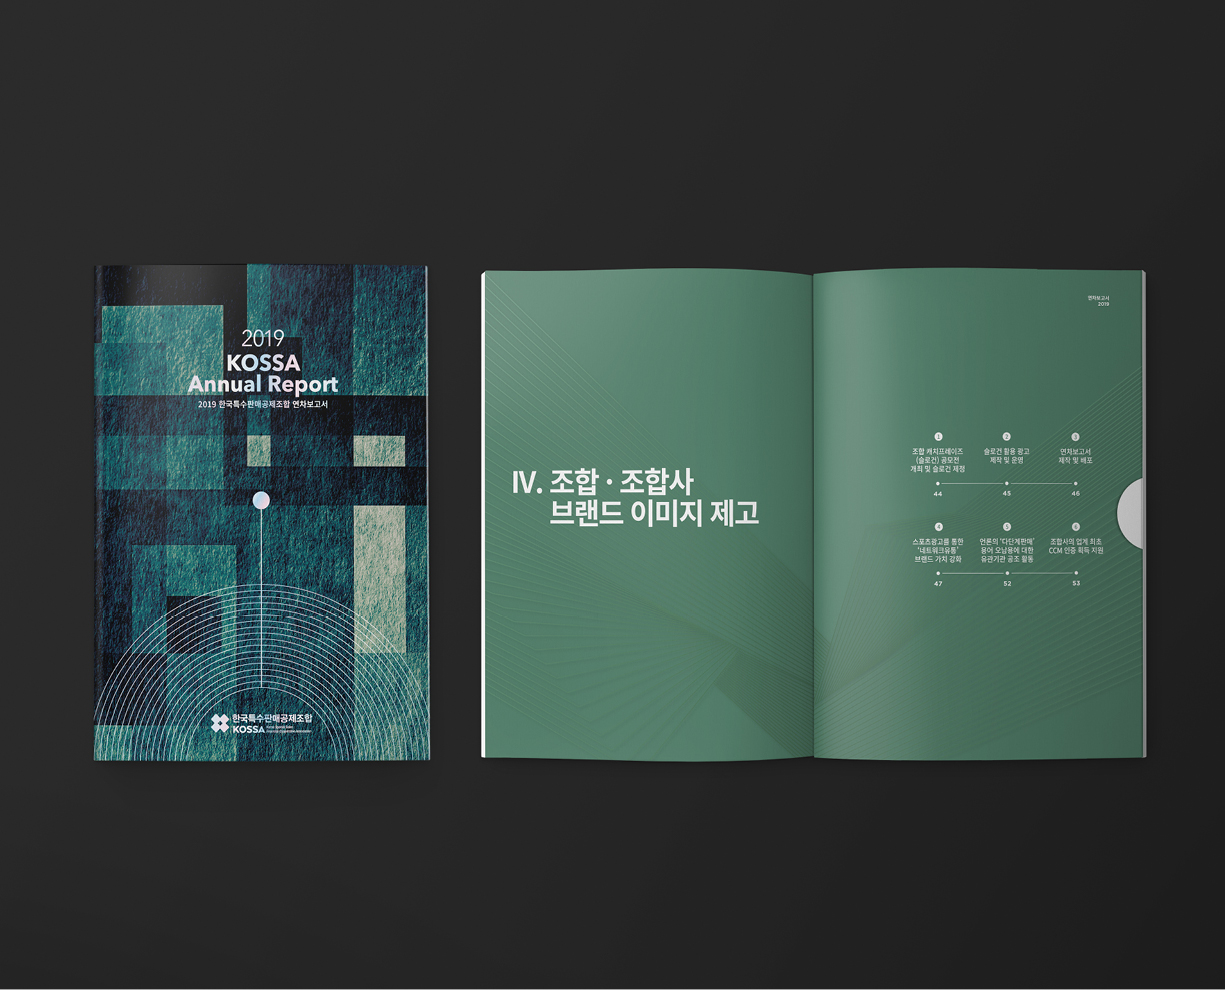 2019
KOSSA
Annual Report
2019 한국특수판매공제조합 연차보고서
한국특수판매공제조합
KOSSA
Ⅳ. 조합 · 조합사
브랜드 이미지 제고
연차보고서
2019
1
조합 캐치프레이즈
(슬로건) 공모전
개최 및 슬로건 제정
44
2
슬로건 활용 광고
제작 및 운영
45
3
연차보고서
제작 및 배포
46
4
스포츠광고를 통한
'네트워크유통'
브랜드 가치 강화
47
5
언론의 '다단계판매'
용어 오남용에 대한
유관기관 공조 활동
52
6
조합사의 업계 최초
CCM 인증 획득 지원
53